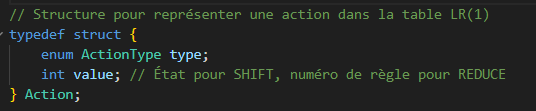 // Structure pour représenter une action dans la table LR(1)
typedef struct {
    enum ActionType type;
    int value; // État pour SHIFT, numéro de règle pour REDUCE
} Action;